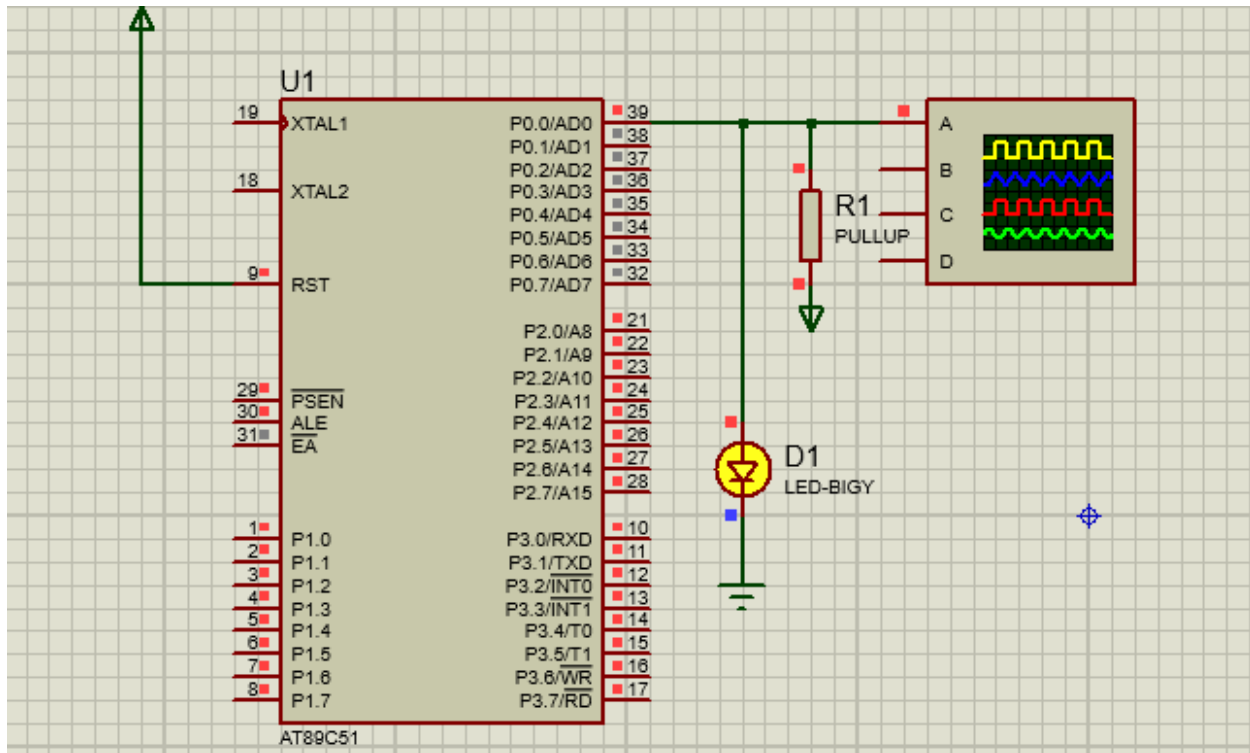 U1
19 XTAL1
18 XTAL2
9 RST
29 PSEN
30 ALE
31 EA
1 P1.0
2 P1.1
3 P1.2
4 P1.3
5 P1.4
6 P1.5
7 P1.6
8 P1.7
P0.0/AD0 39
P0.1/AD1 38
P0.2/AD2 37
P0.3/AD3 36
P0.4/AD4 35
P0.5/AD5 34
P0.6/AD6 33
P0.7/AD7 32
P2.0/A8 21
P2.1/A9 22
P2.2/A10 23
P2.3/A11 24
P2.4/A12 25
P2.5/A13 26
P2.6/A14 27
P2.7/A15 28
P3.0/RXD 10
P3.1/TXD 11
P3.2/INT0 12
P3.3/INT1 13
P3.4/T0 14
P3.5/T1 15
P3.6/WR 16
P3.7/RD 17
AT89C51
R1
PULLUP
D1
LED-BIGY
A
B
C
D